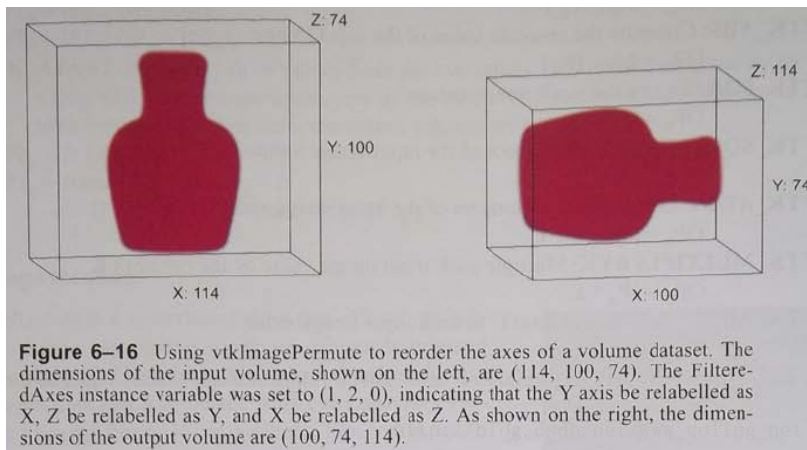 Z: 74
Y: 100
X: 114
Z: 114
Y: 74
X: 100
Figure 6–16 Using vtkImagePermute to reorder the axes of a volume dataset. The
dimensions of the input volume, shown on the left, are (114, 100, 74). The Filtere-
dAxes instance variable was set to (1, 2, 0), indicating that the Y axis be relabelled as
X, Z be relabelled as Y, and X be relabelled as Z. As shown on the right, the dimen-
sions of the output volume are (100, 74, 114).